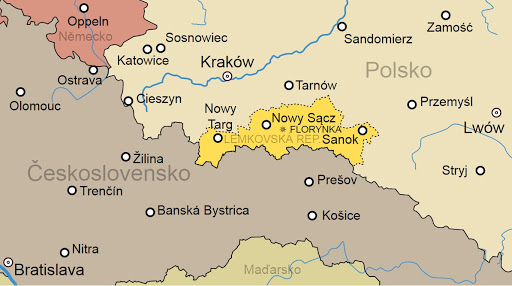 Oppeln
Německo
Sosnowiec
Katowice
Kraków
Sandomierz
Zamość
Ostrava
Polsko
Olomouc
Cieszyn
Tarnów
Nowy
Targ
Nowy Sącz
FLORYNKA
LEMKOVSKÁ REP.
Sanok
Przemyśl
Lwów
Žilina
Československo
Trenčín
Prešov
Stryj
Banská Bystrica
Košice
Nitra
Bratislava
Maďarsko